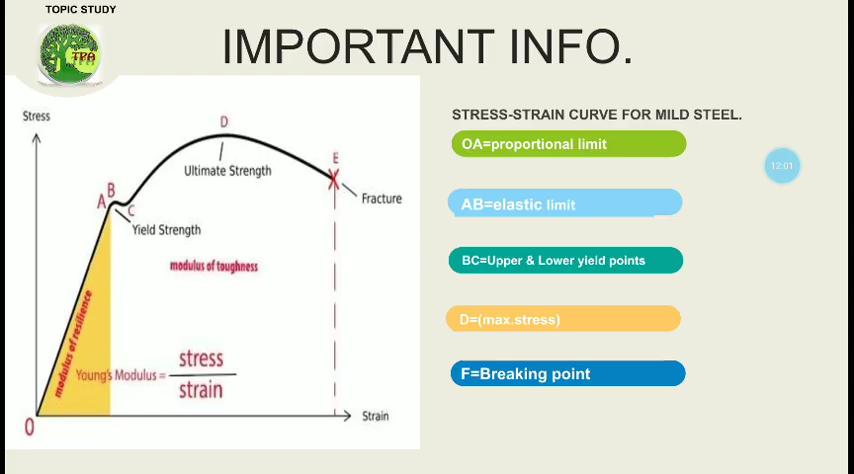 TOPIC STUDY
TPA
IMPORTANT INFO.
Stress
D
Ultimate Strength
E
Fracture
B
A
C
Yield Strength
modulus of toughness
modulus of resilience
Young's Modulus = stress
strain
O
Strain
STRESS-STRAIN CURVE FOR MILD STEEL.
OA=proportional limit
12:01
AB=elastic limit
BC=Upper & Lower yield points
D=(max.stress)
F=Breaking point